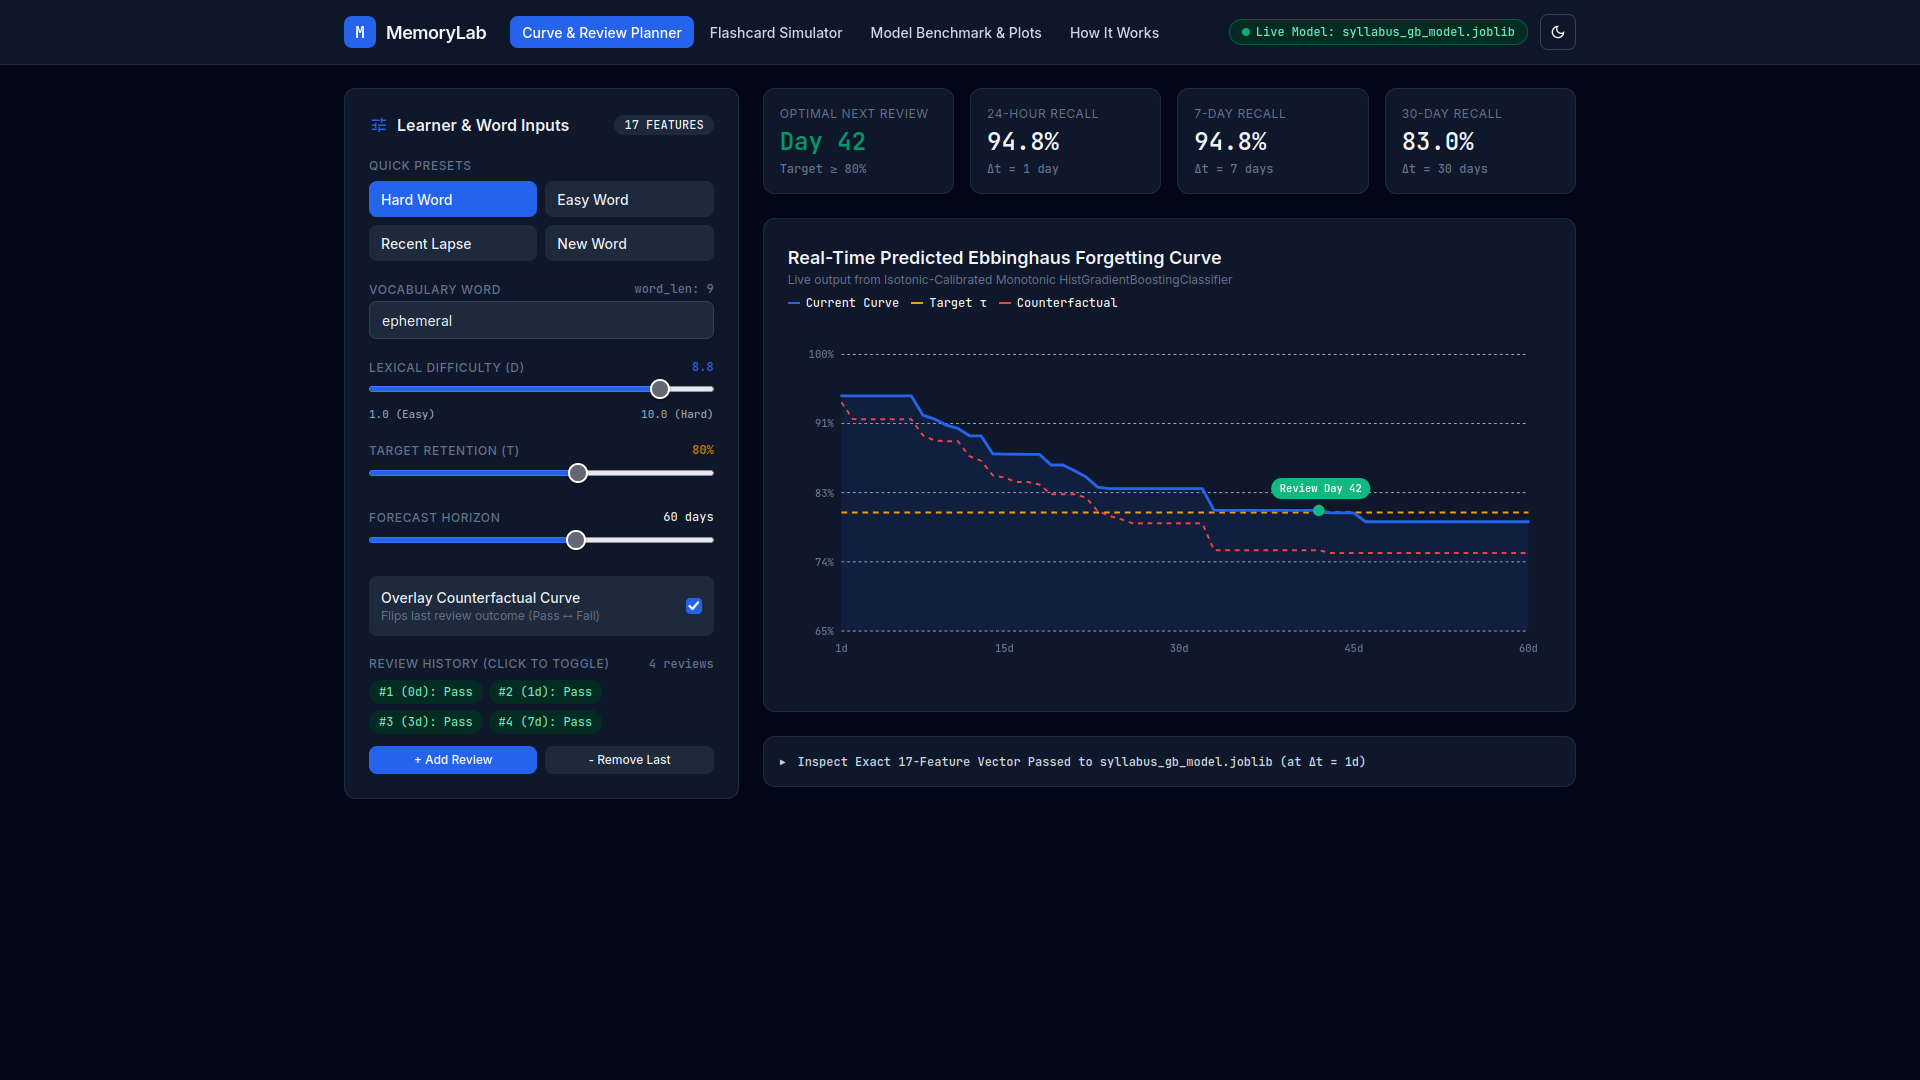 M MemoryLab Curve & Review Planner Flashcard Simulator Model Benchmark & Plots How It Works Live Model: syllabus_gb_model.joblib
Learner & Word Inputs 17 FEATURES
QUICK PRESETS
Hard Word Easy Word
Recent Lapse New Word
VOCABULARY WORD word_len: 9
ephemeral
LEXICAL DIFFICULTY (D) 8.8
1.0 (Easy) 10.0 (Hard)
TARGET RETENTION (T) 80%
FORECAST HORIZON 60 days
Overlay Counterfactual Curve
Flips last review outcome (Pass ↔ Fail)
REVIEW HISTORY (CLICK TO TOGGLE) 4 reviews
#1 (0d): Pass #2 (1d): Pass
#3 (3d): Pass #4 (7d): Pass
+ Add Review - Remove Last
OPTIMAL NEXT REVIEW
Day 42
Target ≥ 80%
24-HOUR RECALL
94.8%
Δt = 1 day
7-DAY RECALL
94.8%
Δt = 7 days
30-DAY RECALL
83.0%
Δt = 30 days
Real-Time Predicted Ebbinghaus Forgetting Curve
Live output from Isotonic-Calibrated Monotonic HistGradientBoostingClassifier
Current Curve Target τ Counterfactual
100%
91%
83%
Review Day 42
74%
65%
1d 15d 30d 45d 60d
▶ Inspect Exact 17-Feature Vector Passed to syllabus_gb_model.joblib (at Δt = 1d)